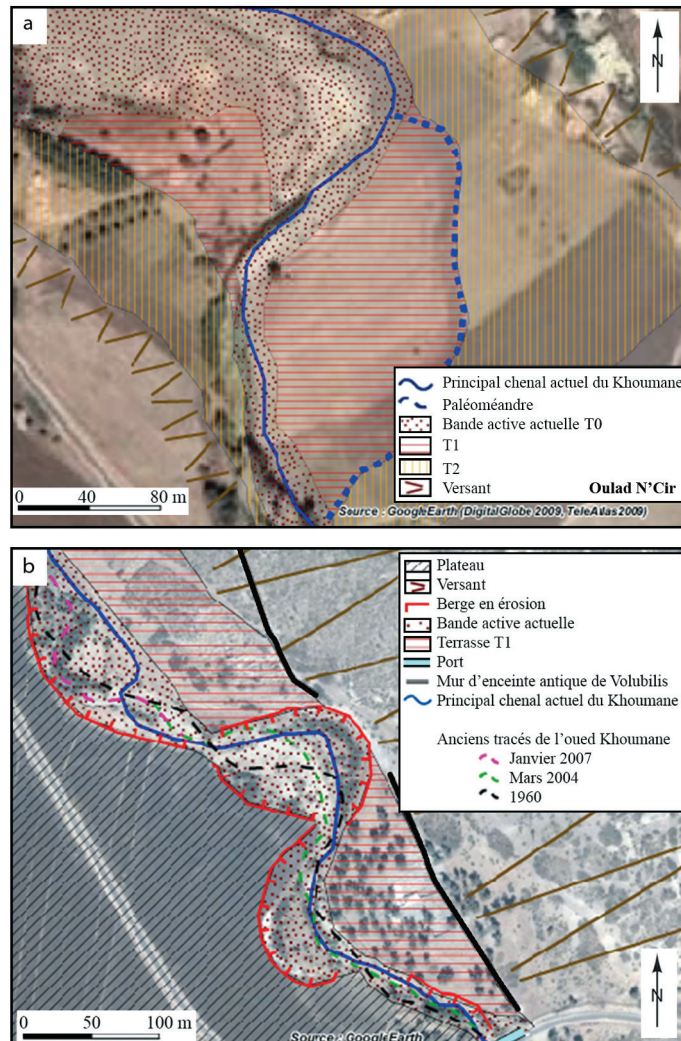 a
N
Principal chenal actuel du Khoumane
Paléoméandre
Bande active actuelle T0
T1
T2
Versant Oulad N'Cir
0 40 80 m
Source : GoogleEarth (DigitalGlobe 2009, TeleAtlas2009)
b
Plateau
Versant
Berge en érosion
Bande active actuelle
Terrasse T1
Port
Mur d'enceinte antique de Volubilis
Principal chenal actuel du Khoumane
Anciens tracés de l'oued Khoumane
Janvier 2007
Mars 2004
1960
0 50 100 m
N
Source : GoogleEarth